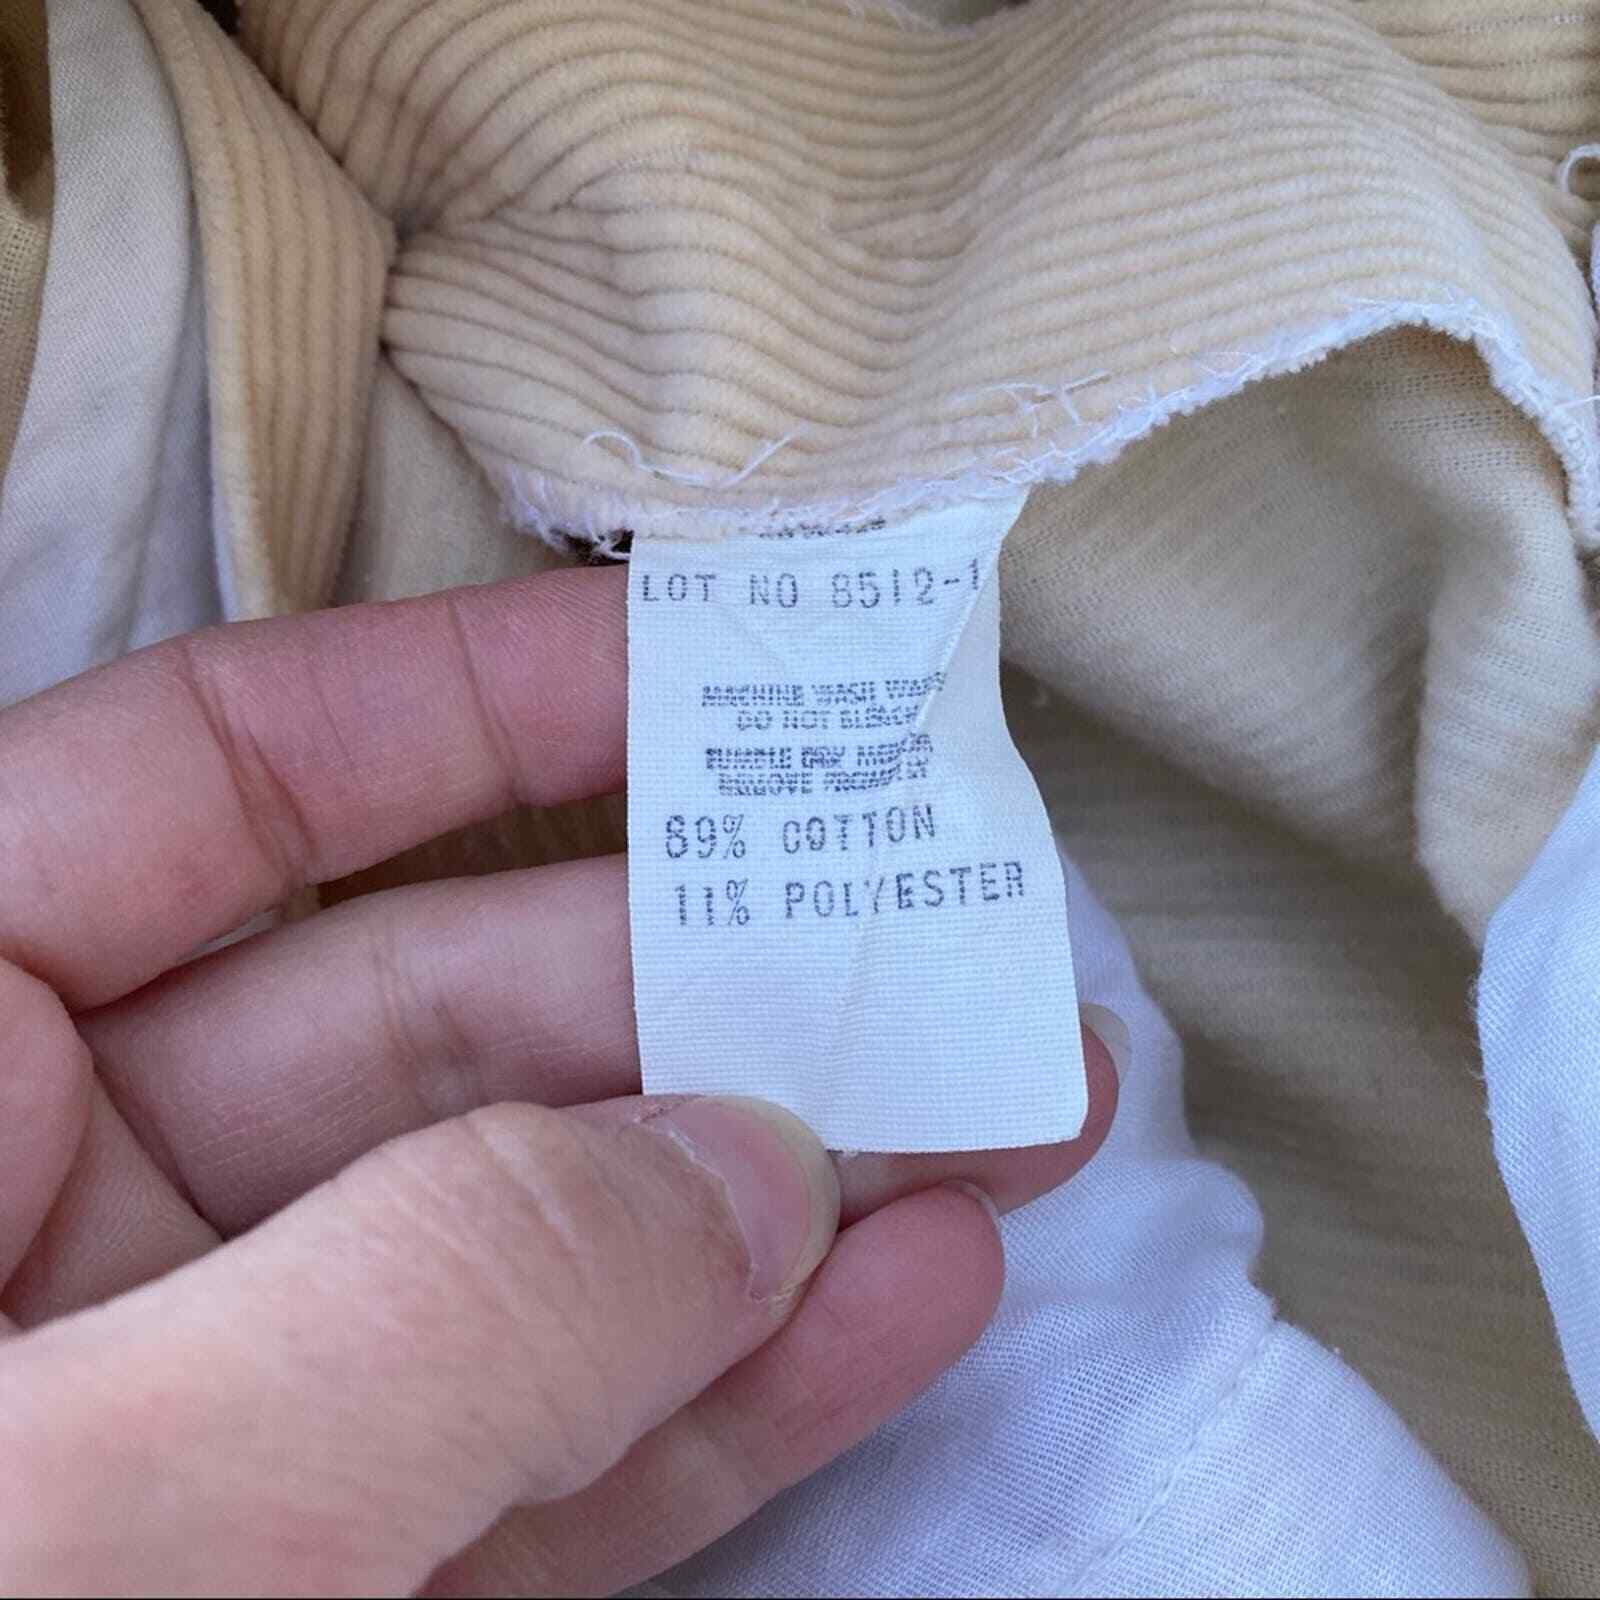 LOT NO 8512-1
MACHINE WASH WARM
DO NOT BLEACH
TUMBLE DRY MEDIUM
REMOVE PROMPTLY
89% COTTON
11% POLYESTER